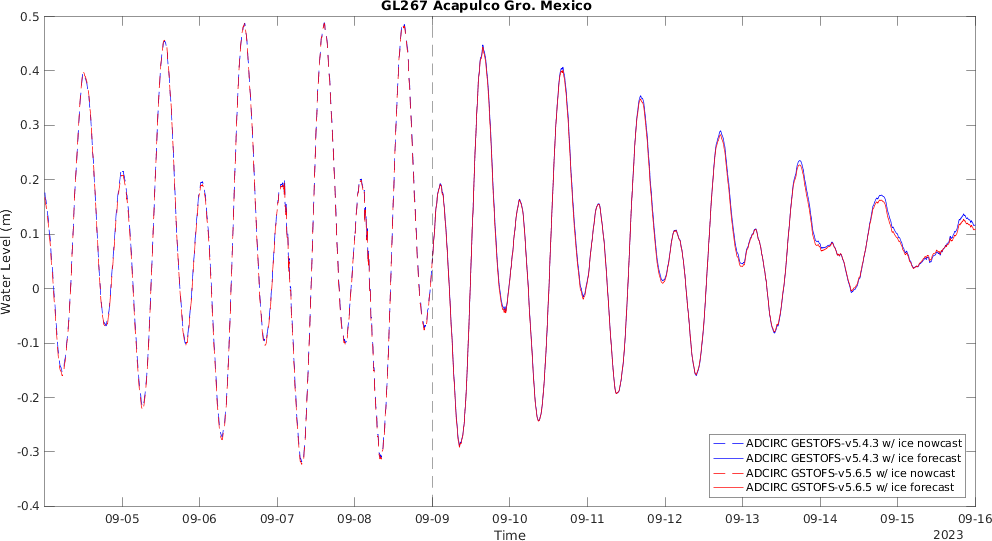 GL267 Acapulco Gro. Mexico
0.5
0.4
0.3
0.2
0.1
0
-0.1
-0.2
-0.3
-0.4
Water Level (m)
ADCIRC GESTOFS-v5.4.3 w/ ice nowcast
ADCIRC GESTOFS-v5.4.3 w/ ice forecast
ADCIRC GSTOFS-v5.6.5 w/ ice nowcast
ADCIRC GSTOFS-v5.6.5 w/ ice forecast
09-05 09-06 09-07 09-08 09-09 09-10 09-11 09-12 09-13 09-14 09-15 09-16
Time
2023